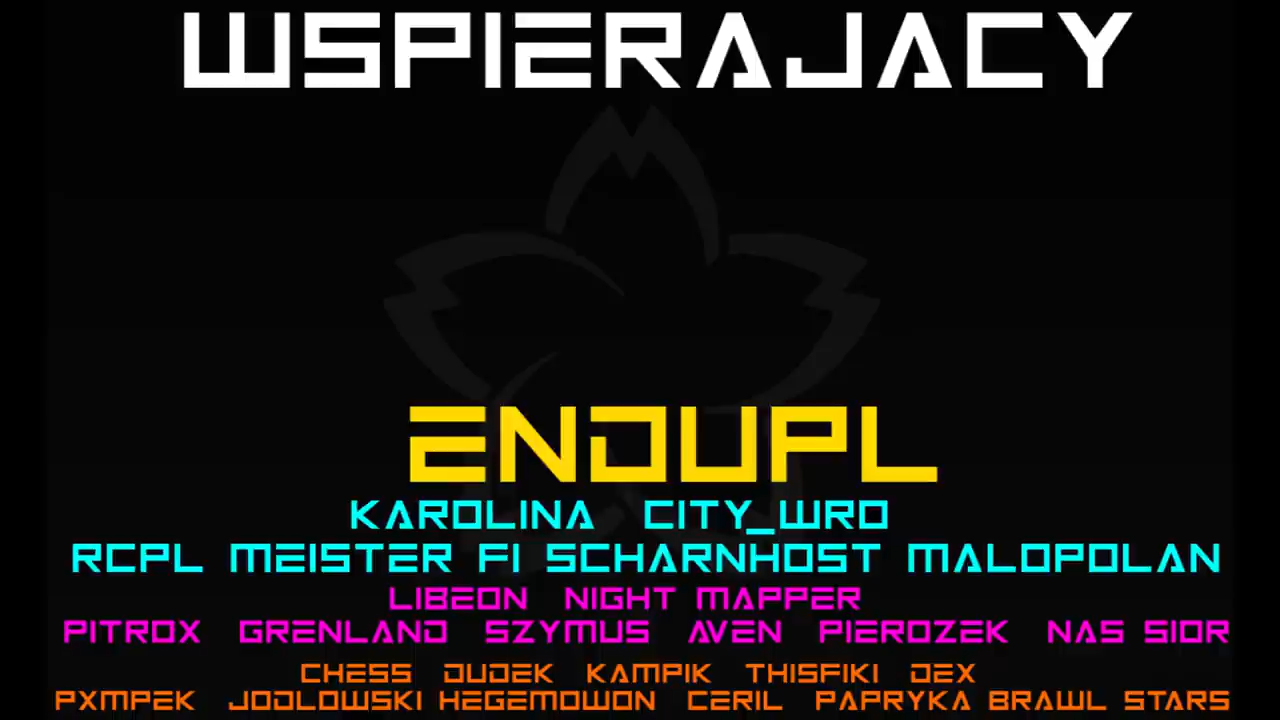 WSPIERAJACY
ENDUPL
KAROLINA CITY_WRO
RCPL MEISTER FI SCHARNHOST MALOPOLAN
LIBEON NIGHT MAPPER
PITROX GRENLAND SZYMUS AVEN PIEROZEK NAS SIOR
CHESS DUDEK KAMPIK THISFIKI DEX
PXMPEK JODLOWSKI HEGEMOWON CERIL PAPRYKA BRAWL STARS